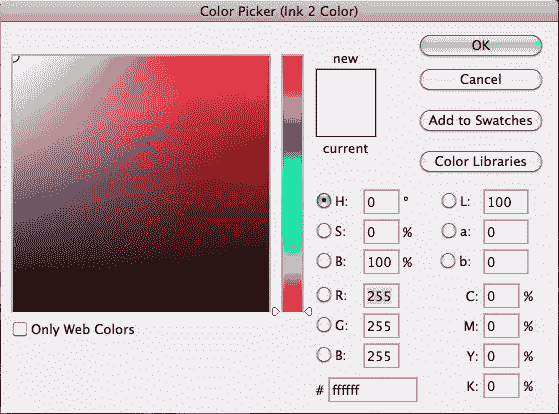 Color Picker (Ink 2 Color)
new
current
OK
Cancel
Add to Swatches
Color Libraries
H: 0 °
S: 0 %
B: 100 %
R: 255
G: 255
B: 255
# ffffff
L: 100
a: 0
b: 0
C: 0 %
M: 0 %
Y: 0 %
K: 0 %
Only Web Colors